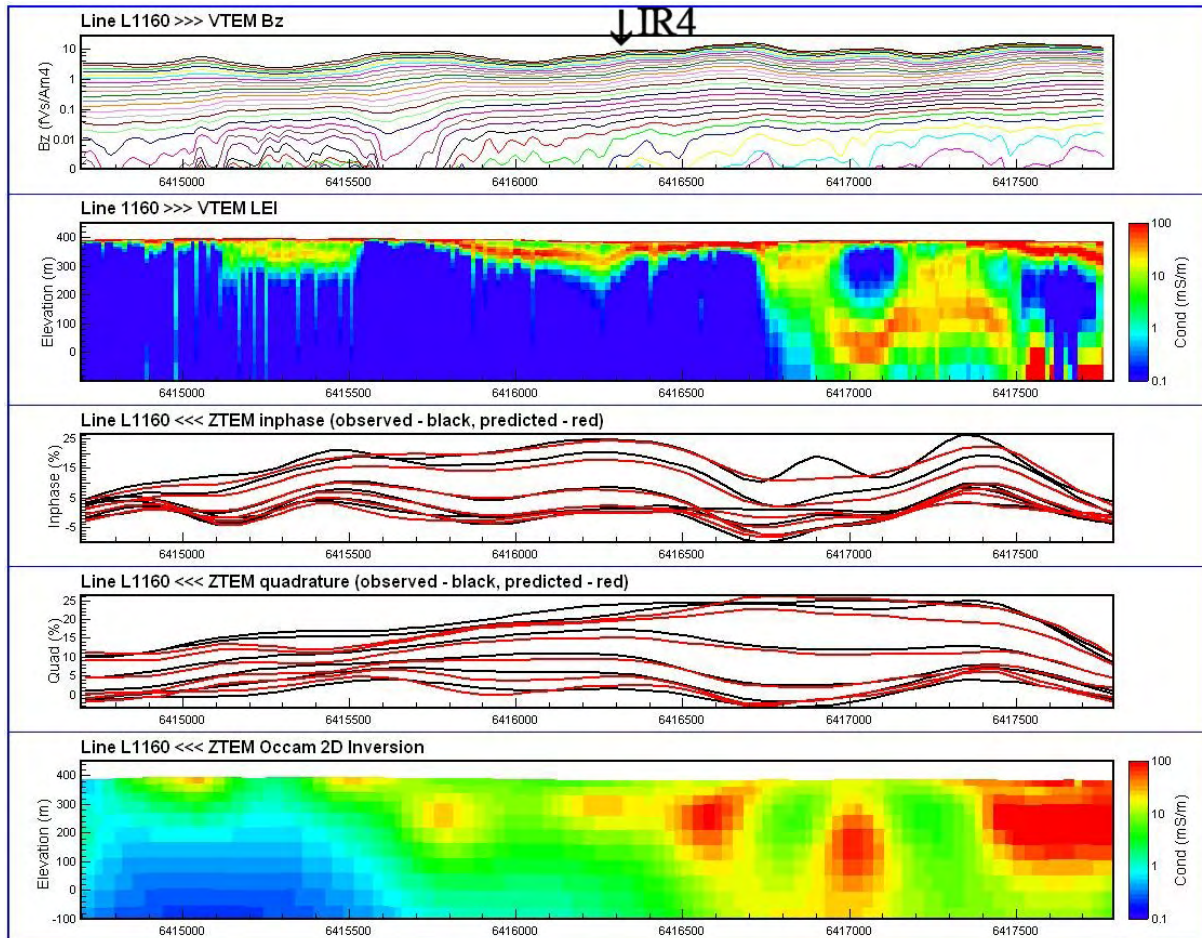 Line L1160 >>> VTEM Bz
↓IR4
Bz (fVs/Am4)
10
1
0.1
0.01
0
6415000 6415500 6416000 6416500 6417000 6417500
Line 1160 >>> VTEM LEI
Elevation (m)
400
300
200
100
0
6415000 6415500 6416000 6416500 6417000 6417500
100
10
1
0.1
Cond (mS/m)
Line L1160 <<< ZTEM inphase (observed - black, predicted - red)
Inphase (%)
25
15
5
-5
6415000 6415500 6416000 6416500 6417000 6417500
Line L1160 <<< ZTEM quadrature (observed - black, predicted - red)
Quad (%)
25
20
15
10
5
0
6415000 6415500 6416000 6416500 6417000 6417500
Line L1160 <<< ZTEM Occam 2D Inversion
Elevation (m)
400
300
200
100
0
-100
6415000 6415500 6416000 6416500 6417000 6417500
100
10
1
0.1
Cond (mS/m)